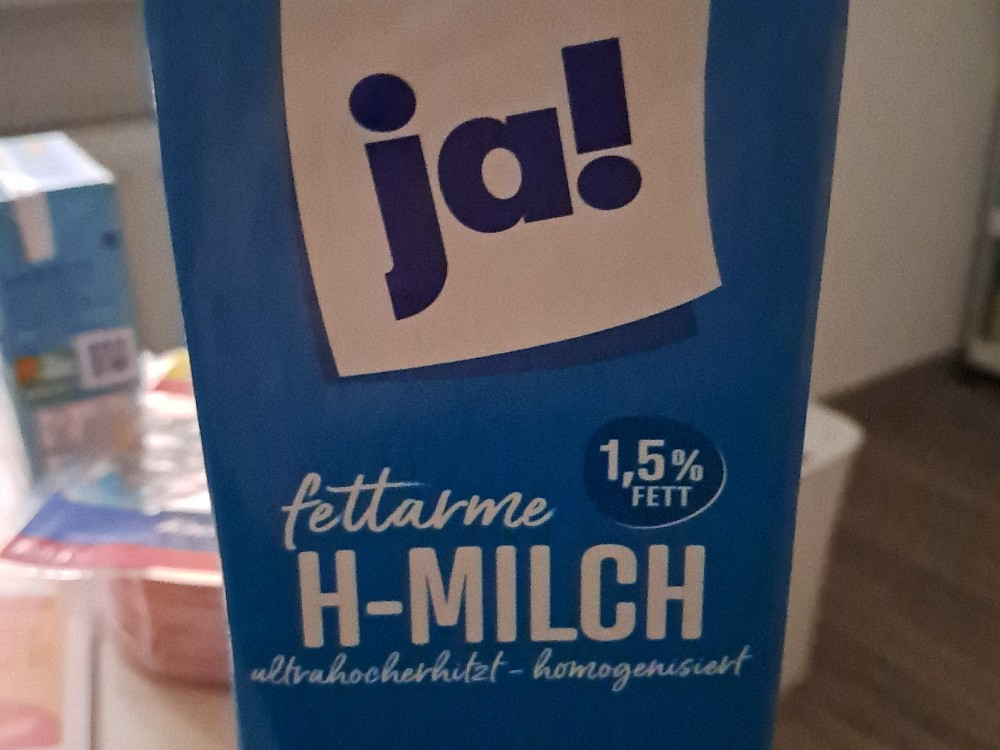 ja!
1,5%
FETT
fettarme
H-MILCH
ultrahocherhitzt - homogenisiert